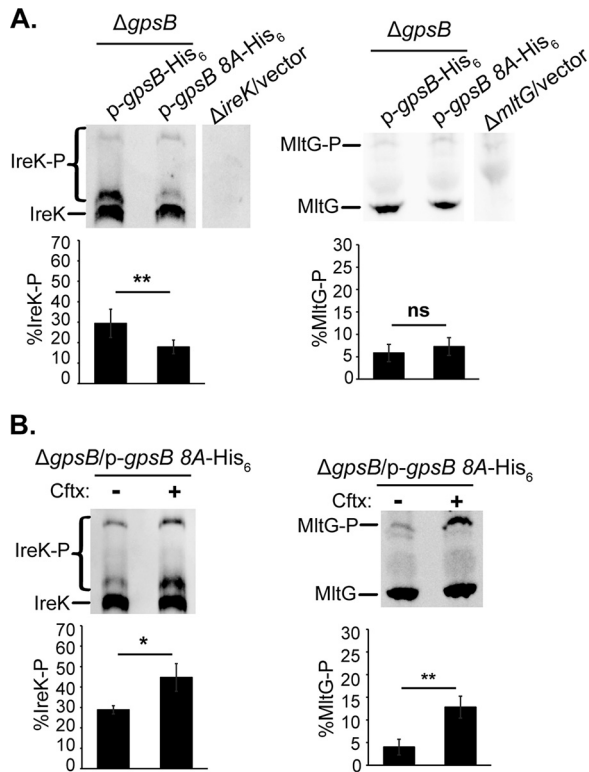 A.
ΔgpsB
p-gpsB-His6
p-gpsB 8A-His6
ΔireK/vector
IreK-P
IreK
%IreK-P
70
60
50
40
30
20
10
0
**
ΔgpsB
p-gpsB-His6
p-gpsB 8A-His6
ΔmltG/vector
MltG-P
MltG
%MltG-P
30
25
20
15
10
5
0
ns
B.
ΔgpsB/p-gpsB 8A-His6
Cftx: - +
IreK-P
IreK
%IreK-P
70
60
50
40
30
20
10
0
*
ΔgpsB/p-gpsB 8A-His6
Cftx: - +
MltG-P
MltG
%MltG-P
30
25
20
15
10
5
0
**